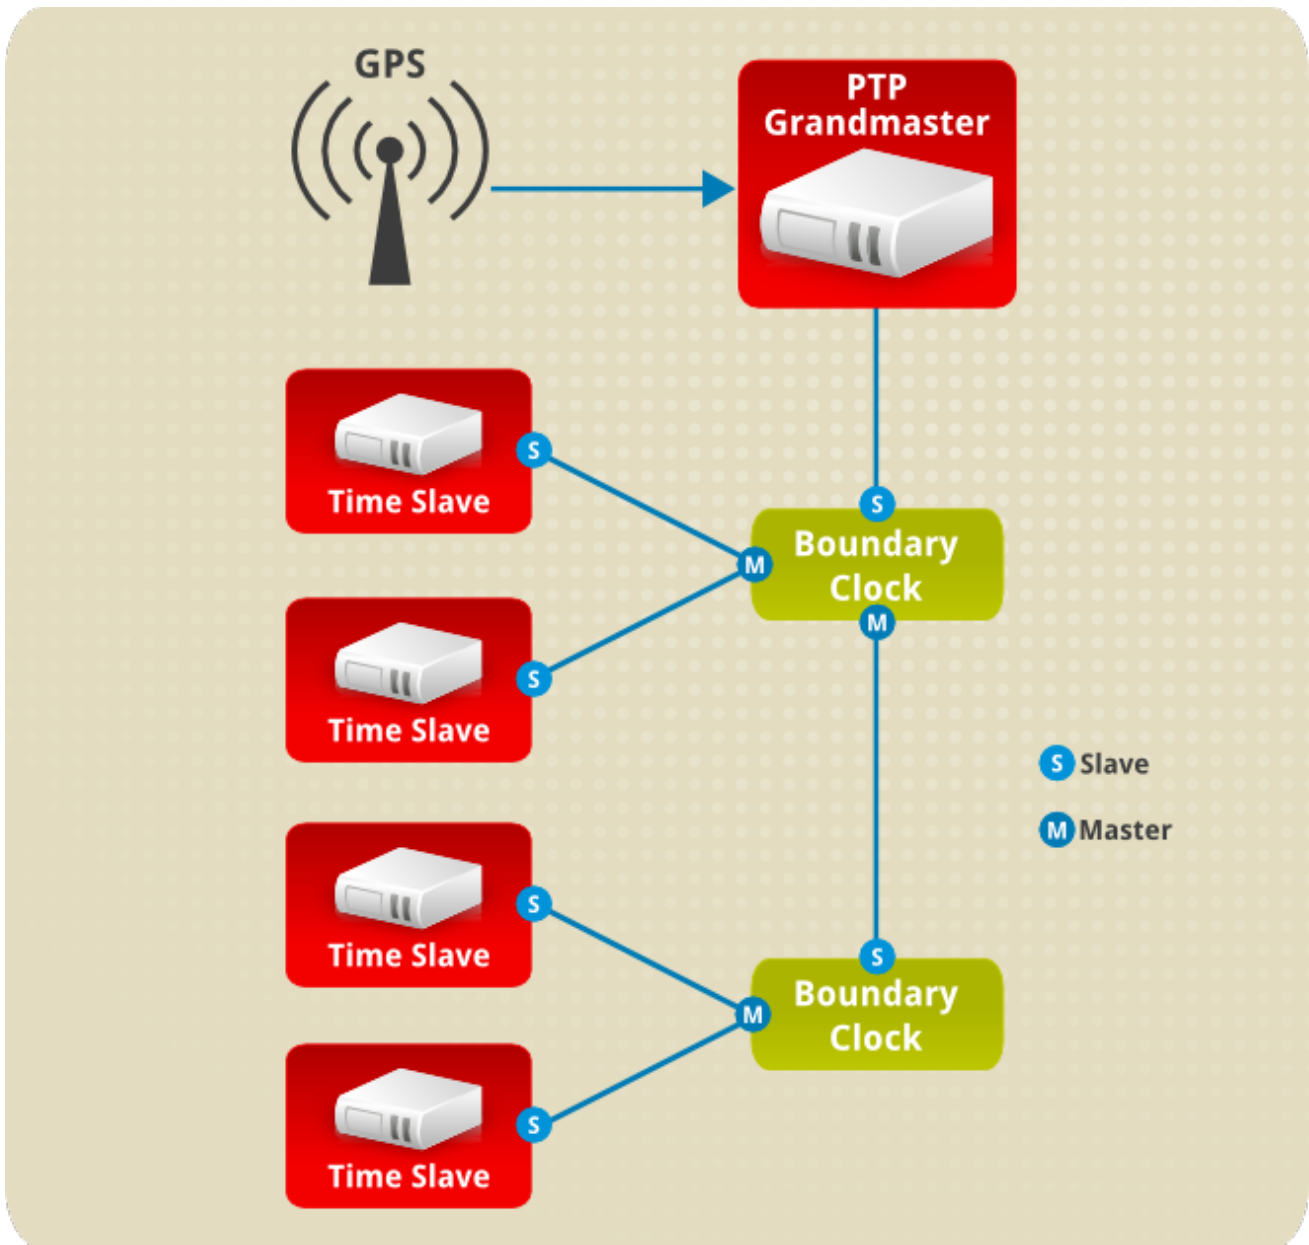 GPS
PTP
Grandmaster
S
Time Slave
S
Boundary
Clock
M
M
S
Time Slave
S Slave
M Master
S
Time Slave
S
Boundary
Clock
M
S
Time Slave